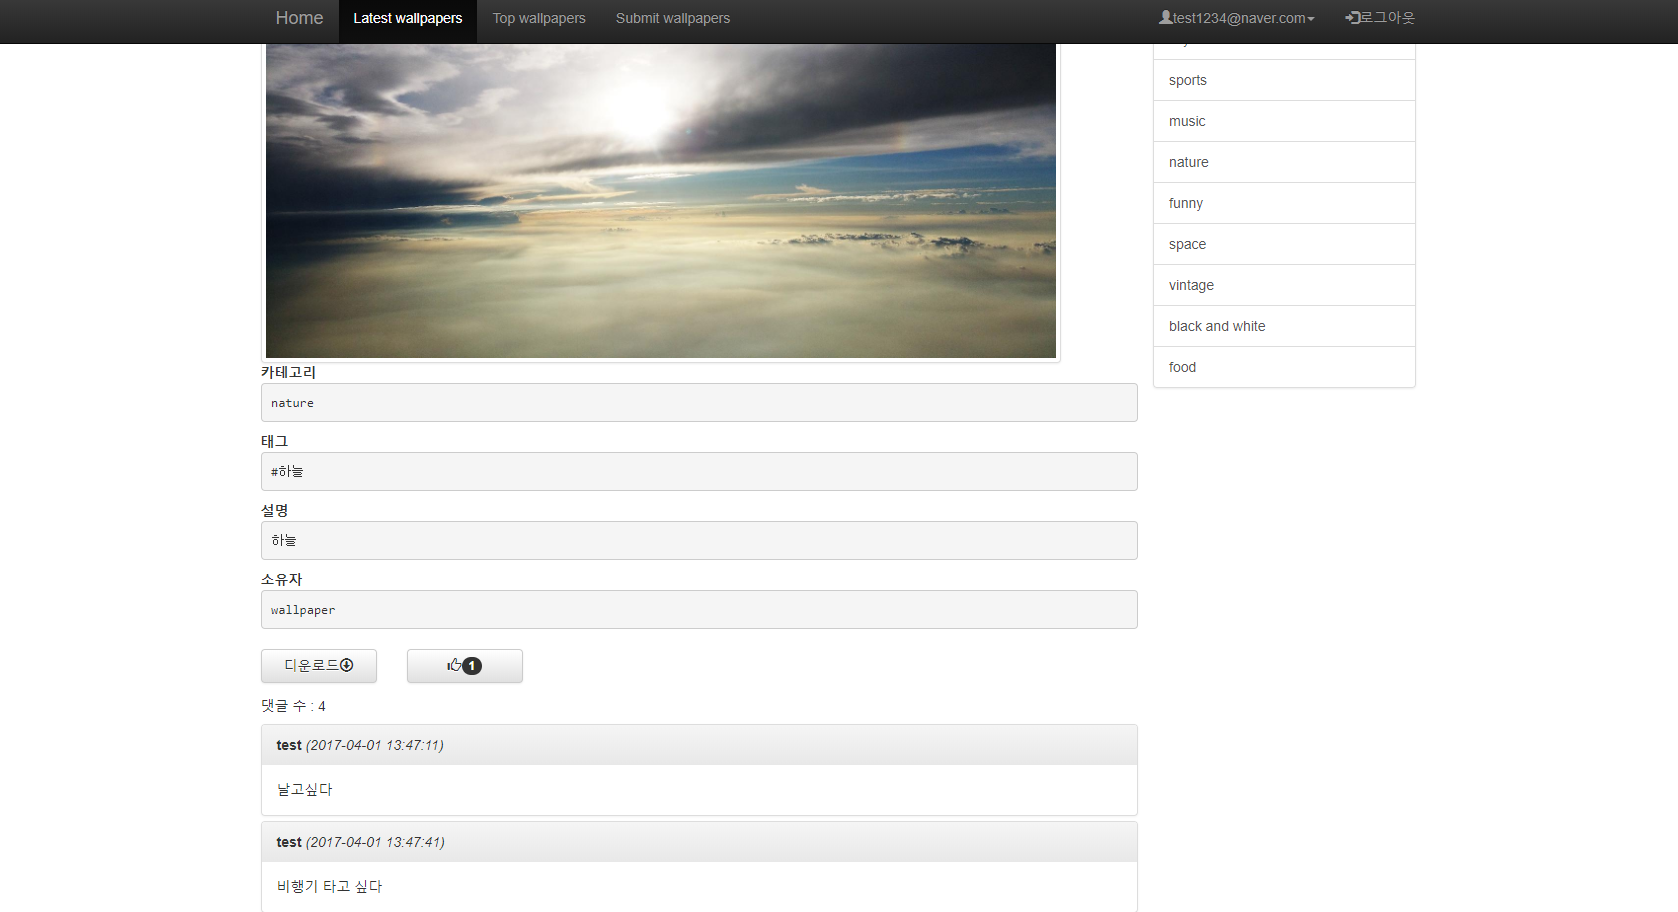 Home Latest wallpapers Top wallpapers Submit wallpapers test1234@naver.com 로그아웃
sports
music
nature
funny
space
vintage
black and white
food
카테고리
nature
태그
#하늘
설명
하늘
소유자
wallpaper
디운로드 1
댓글 수 : 4
test (2017-04-01 13:47:11)
날고싶다
test (2017-04-01 13:47:41)
비행기 타고 싶다